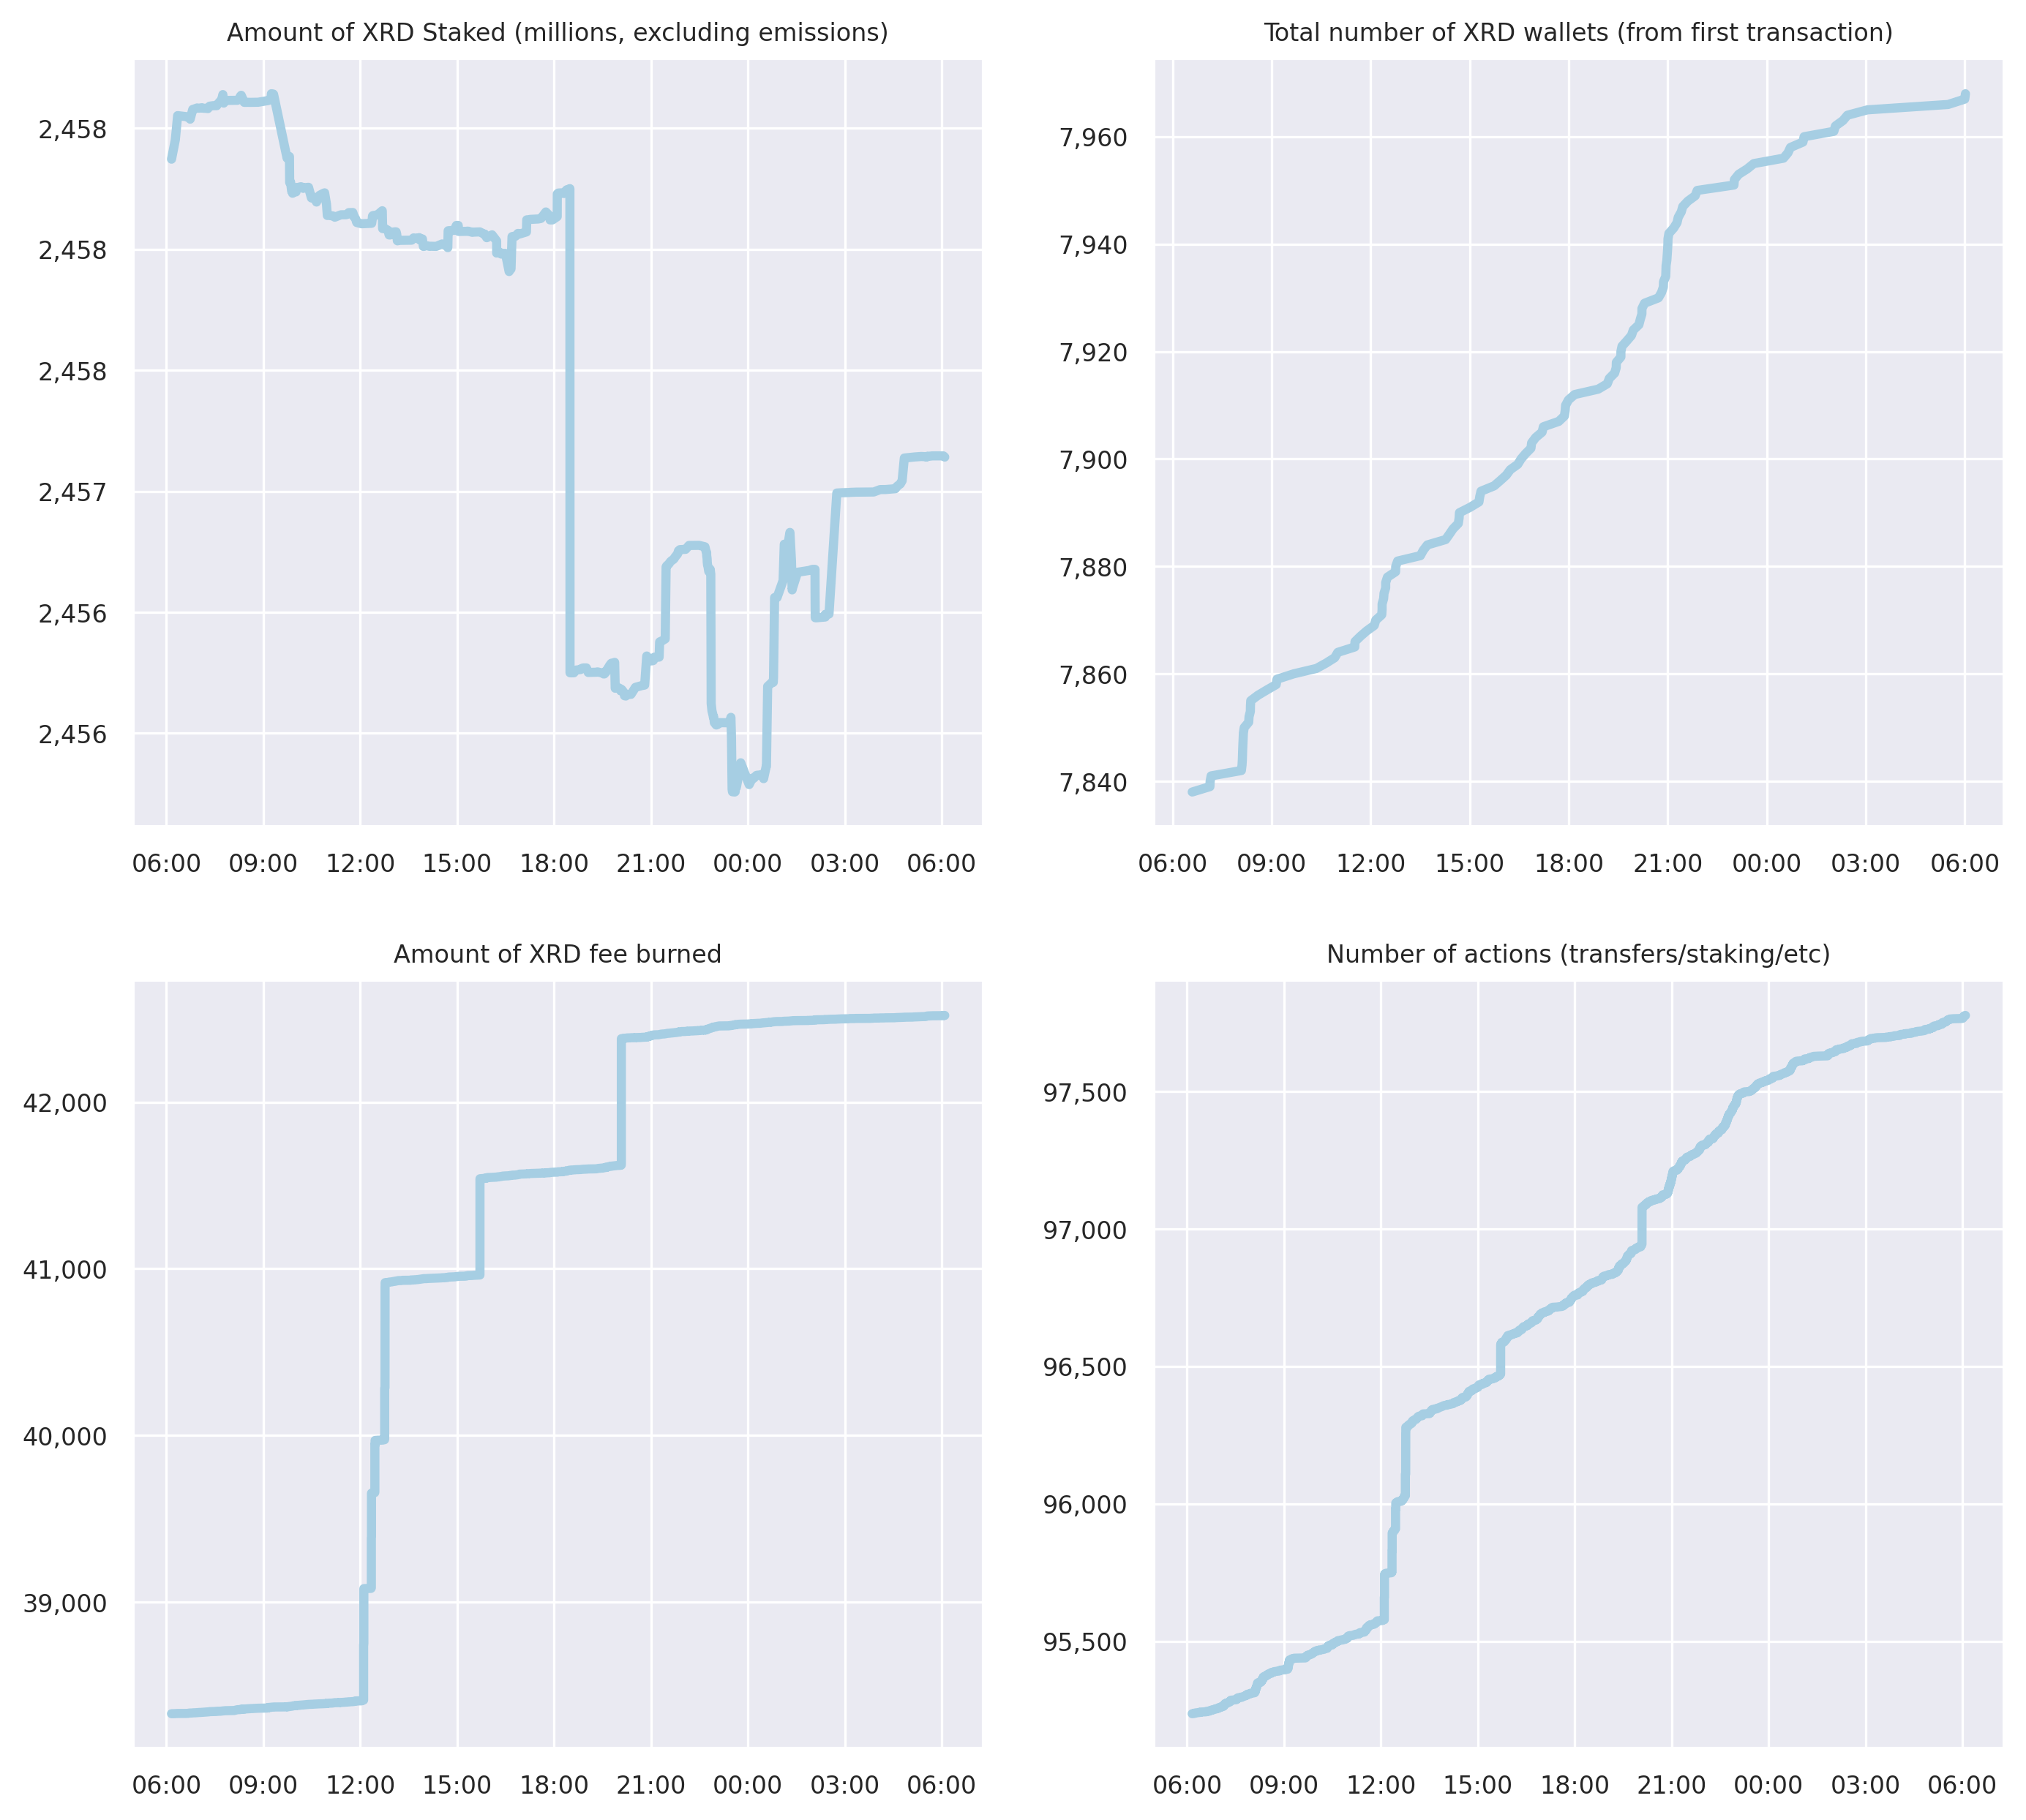 Amount of XRD Staked (millions, excluding emissions)
2,458
2,458
2,458
2,457
2,456
2,456
06:00 09:00 12:00 15:00 18:00 21:00 00:00 03:00 06:00
Total number of XRD wallets (from first transaction)
7,960
7,940
7,920
7,900
7,880
7,860
7,840
06:00 09:00 12:00 15:00 18:00 21:00 00:00 03:00 06:00
Amount of XRD fee burned
42,000
41,000
40,000
39,000
06:00 09:00 12:00 15:00 18:00 21:00 00:00 03:00 06:00
Number of actions (transfers/staking/etc)
97,500
97,000
96,500
96,000
95,500
06:00 09:00 12:00 15:00 18:00 21:00 00:00 03:00 06:00